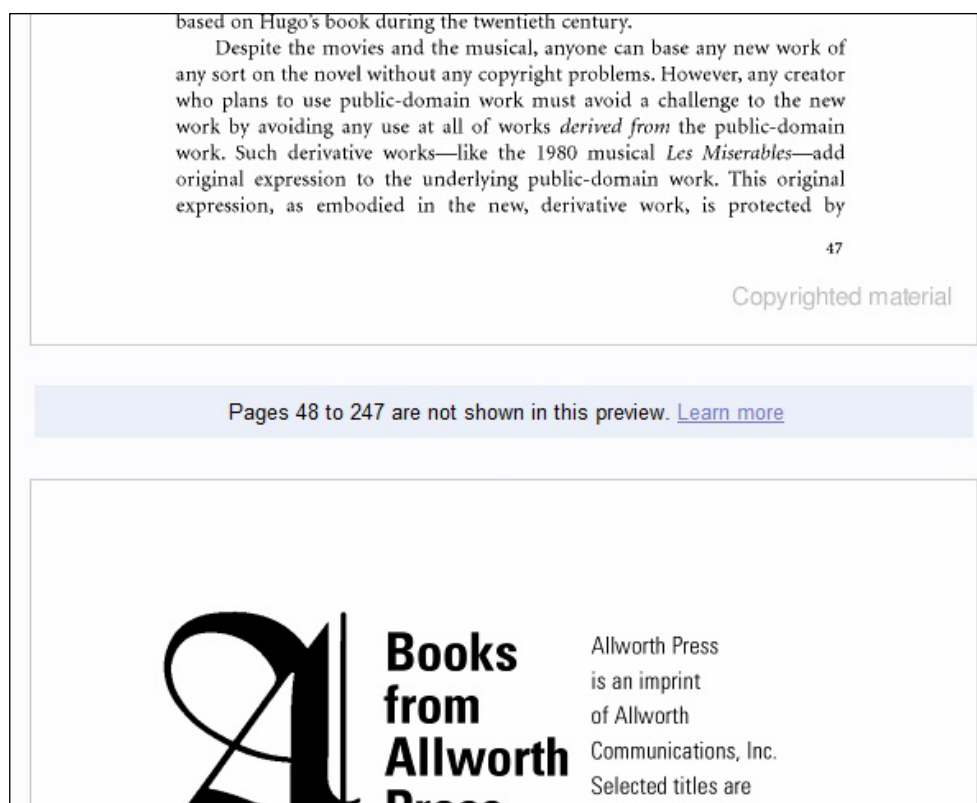 based on Hugo's book during the twentieth century.
Despite the movies and the musical, anyone can base any new work of
any sort on the novel without any copyright problems. However, any creator
who plans to use public-domain work must avoid a challenge to the new
work by avoiding any use at all of works derived from the public-domain
work. Such derivative works—like the 1980 musical Les Miserables—add
original expression to the underlying public-domain work. This original
expression, as embodied in the new, derivative work, is protected by
47
Copyrighted material
Pages 48 to 247 are not shown in this preview. Learn more
A
Books
from
Allworth
Press
Allworth Press
is an imprint
of Allworth
Communications, Inc.
Selected titles are